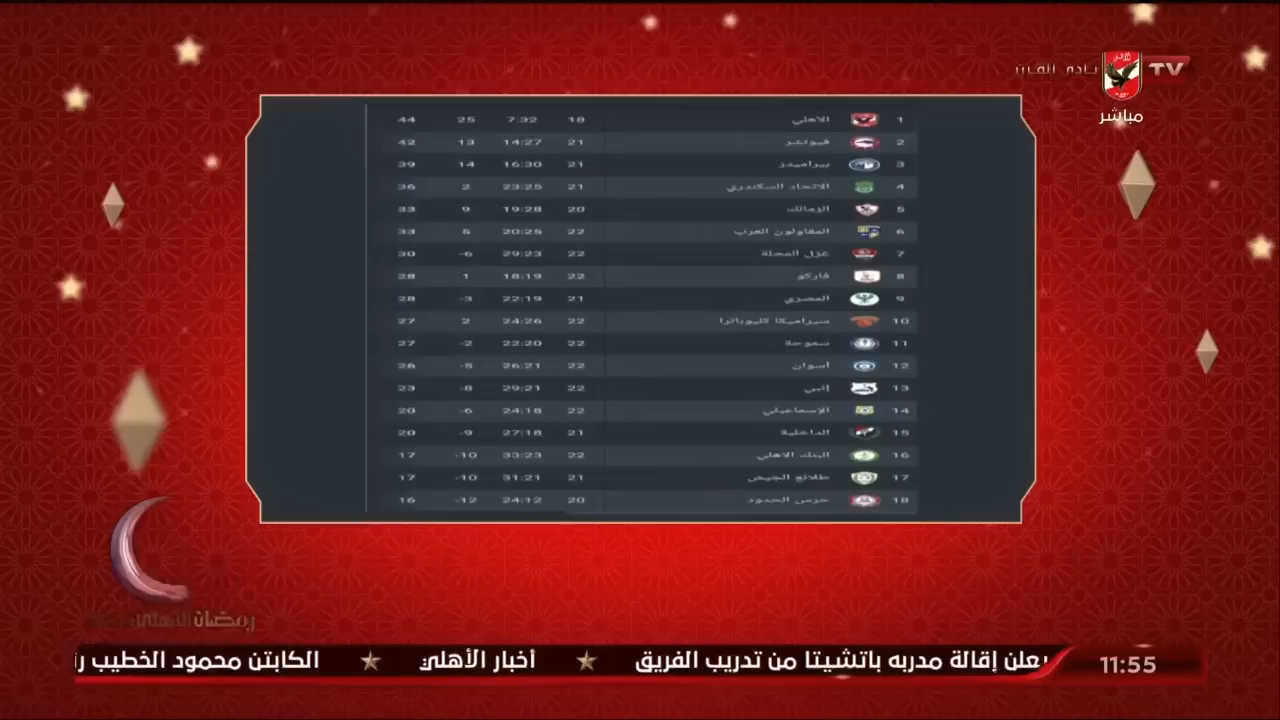 TV
نادي القرن
مباشر
1 الأهلي 18 7:32 25 44
2 فيوتشر 21 14:27 13 42
3 بيراميدز 21 16:30 14 39
4 الاتحاد السكندري 21 23:25 2 36
5 الزمالك 20 19:28 9 33
6 المقاولون العرب 22 20:25 5 33
7 غزل المحلة 22 29:23 -6 30
8 فاركو 22 18:19 1 28
9 المصري 21 22:19 -3 28
10 سيراميكا كليوباترا 22 24:26 2 27
11 سموحة 22 22:20 -2 27
12 أسوان 22 26:21 -5 26
13 إنبي 22 29:21 -8 23
14 الإسماعيلي 22 24:18 -6 20
15 الداخلية 21 27:18 -9 20
16 البنك الأهلي 22 33:23 -10 17
17 طلائع الجيش 21 31:21 -10 17
18 حرس الحدود 20 24:12 -12 16
رمضان الأهلي
11:55 يعلن إقالة مدربه باتشيتا من تدريب الفريق ★ أخبار الأهلي ★ الكابتن محمود الخطيب